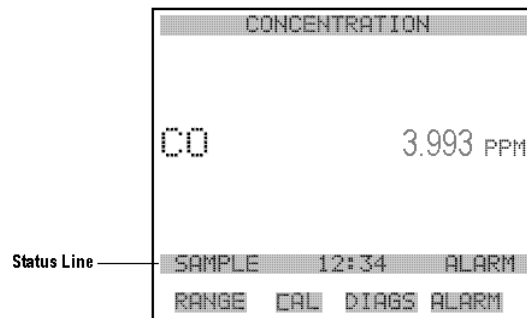 CONCENTRATION
CO 3.993 PPM
Status Line SAMPLE 12:34 ALARM
RANGE CAL DIAGS ALARM